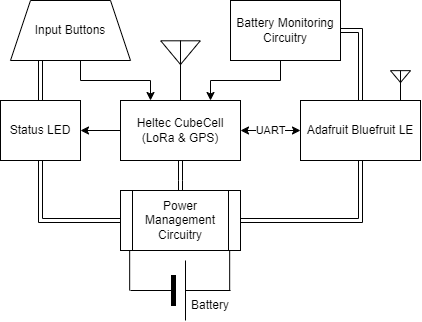 Input Buttons
Battery Monitoring
Circuitry
Status LED
Heltec CubeCell
(LoRa & GPS)
UART
Adafruit Bluefruit LE
Power
Management
Circuitry
Battery